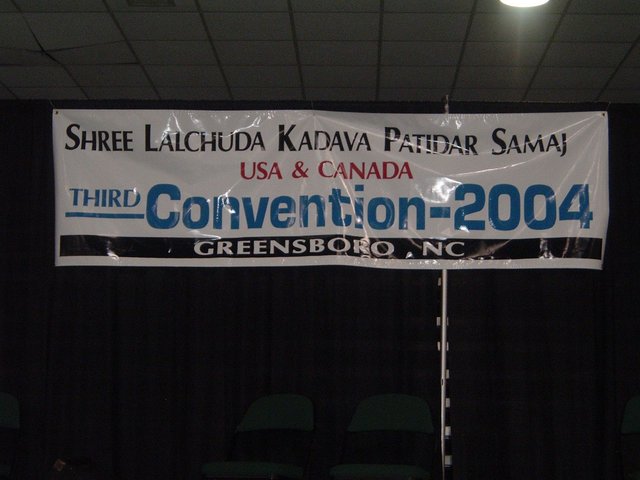 SHREE LALCHUDA KADAVA PATIDAR SAMAJ
USA & CANADA
THIRD Convention-2004
GREENSBORO NC